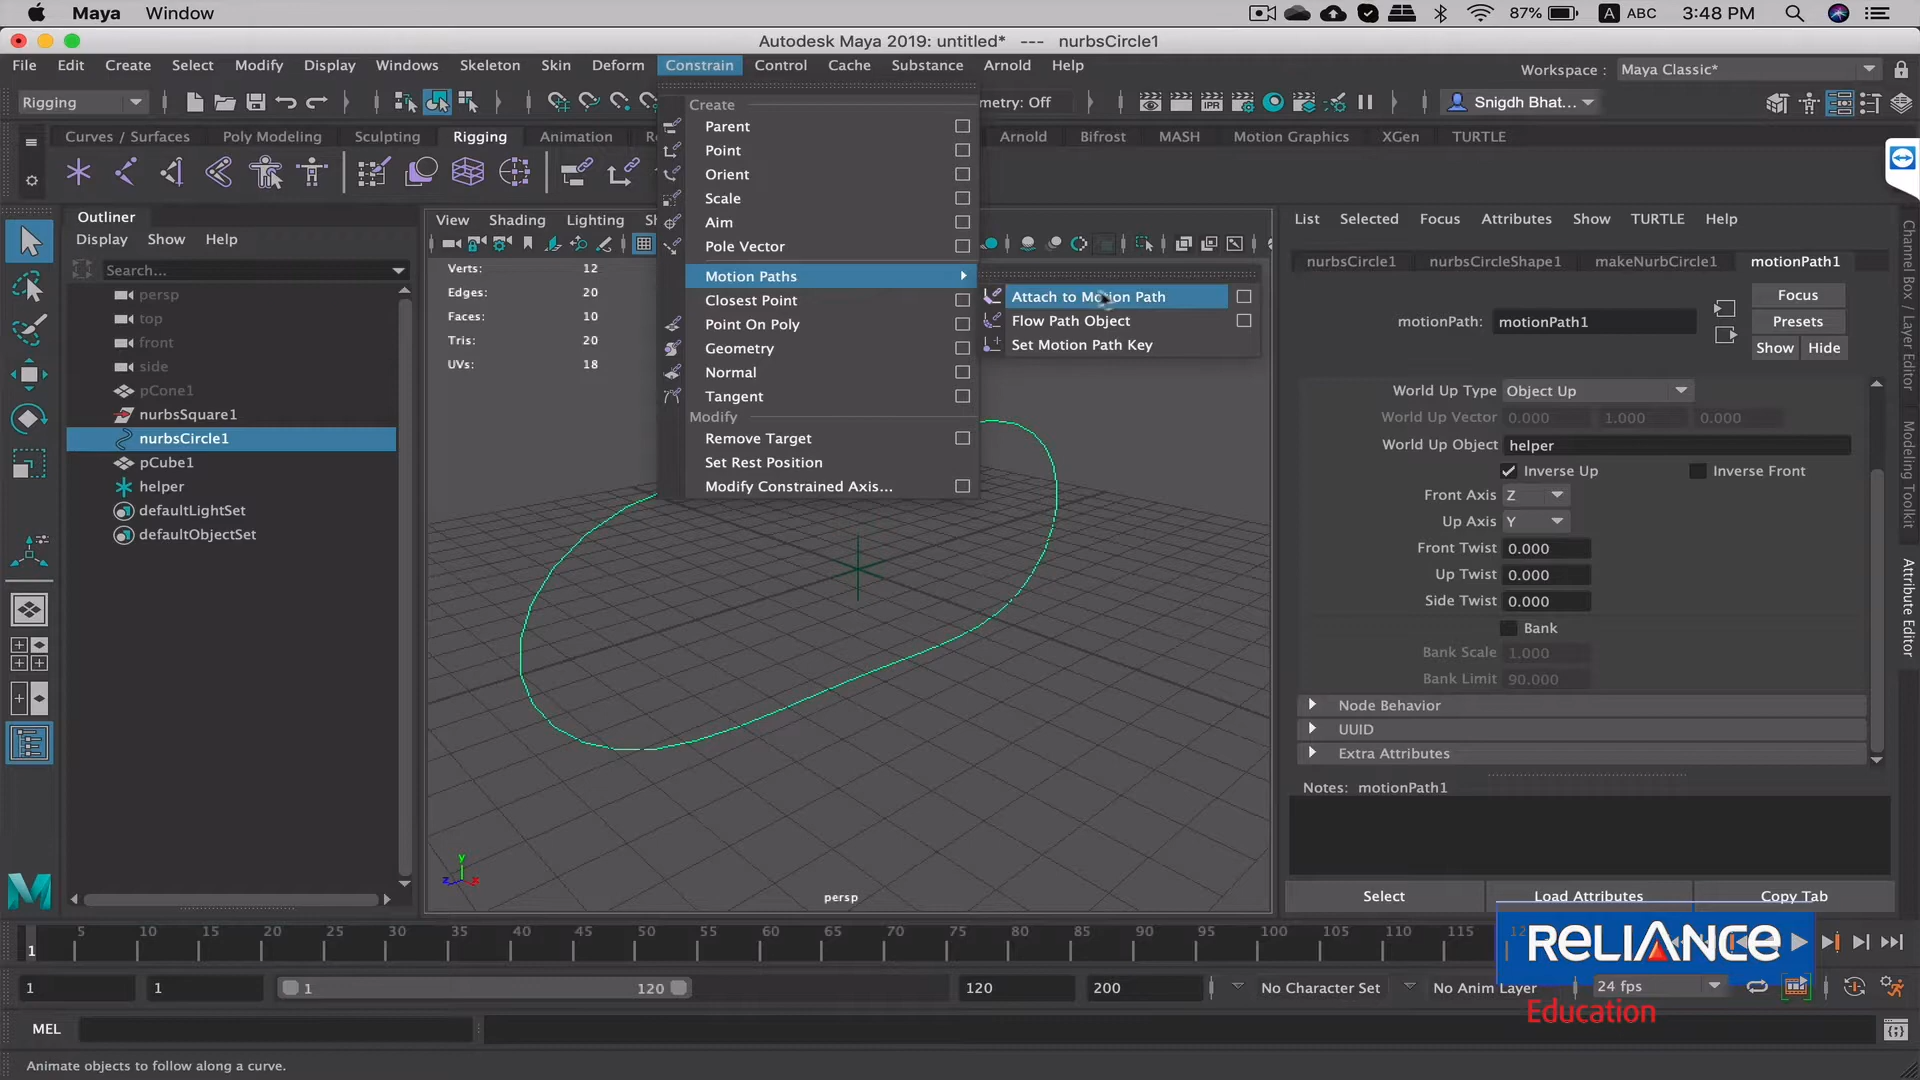 Maya Window 87% A ABC 3:48 PM
Autodesk Maya 2019: untitled* --- nurbsCircle1
File Edit Create Select Modify Display Windows Skeleton Skin Deform Constrain Control Cache Substance Arnold Help Workspace : Maya Classic*
Rigging metry: Off IPR Snigdh Bhat...
Curves / Surfaces Poly Modeling Sculpting Rigging Animation Arnold Bifrost MASH Motion Graphics XGen TURTLE
Create
Parent
Point
Orient
Scale
Aim
Pole Vector
Motion Paths
Closest Point
Point On Poly
Geometry
Normal
Tangent
Modify
Remove Target
Set Rest Position
Modify Constrained Axis...
Attach to Motion Path
Flow Path Object
Set Motion Path Key
Outliner
Display Show Help
Search...
persp
top
front
side
pCone1
nurbsSquare1
nurbsCircle1
pCube1
helper
defaultLightSet
defaultObjectSet
View Shading Lighting
Verts: 12
Edges: 20
Faces: 10
Tris: 20
UVs: 18
y
z x
persp
List Selected Focus Attributes Show TURTLE Help
nurbsCircle1 nurbsCircleShape1 makeNurbCircle1 motionPath1
Focus
motionPath: motionPath1 Presets
Show Hide
World Up Type Object Up
World Up Vector 0.000 1.000 0.000
World Up Object helper
Inverse Up Inverse Front
Front Axis Z
Up Axis Y
Front Twist 0.000
Up Twist 0.000
Side Twist 0.000
Bank
Bank Scale 1.000
Bank Limit 90.000
Node Behavior
UUID
Extra Attributes
Notes: motionPath1
Select Load Attributes Copy Tab
Channel Box / Layer Editor
Modeling Toolkit
Attribute Editor
5 10 15 20 25 30 35 40 45 50 55 60 65 70 75 80 85 90 95 100 105 110 115
1
RELIANCE
Education
1 1 1 120 120 200 No Character Set No Anim Layer 24 fps
MEL
Animate objects to follow along a curve.